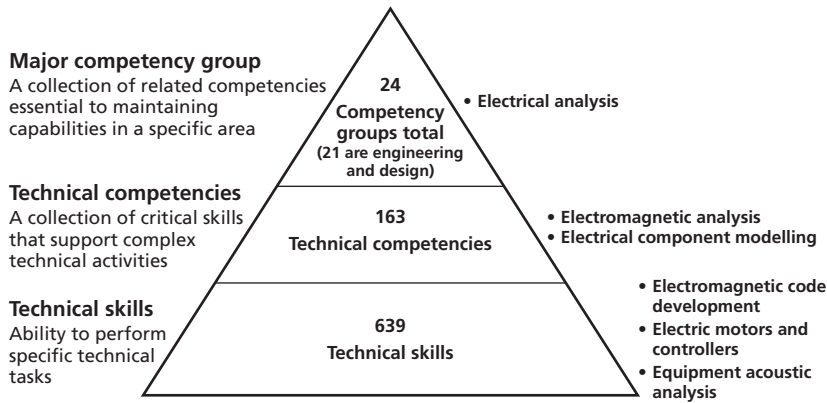 Major competency group
A collection of related competencies
essential to maintaining
capabilities in a specific area
24
Competency
groups total
(21 are engineering
and design)
• Electrical analysis
Technical competencies
A collection of critical skills
that support complex
technical activities
163
Technical competencies
• Electromagnetic analysis
• Electrical component modelling
Technical skills
Ability to perform
specific technical
tasks
639
Technical skills
• Electromagnetic code
development
• Electric motors and
controllers
• Equipment acoustic
analysis